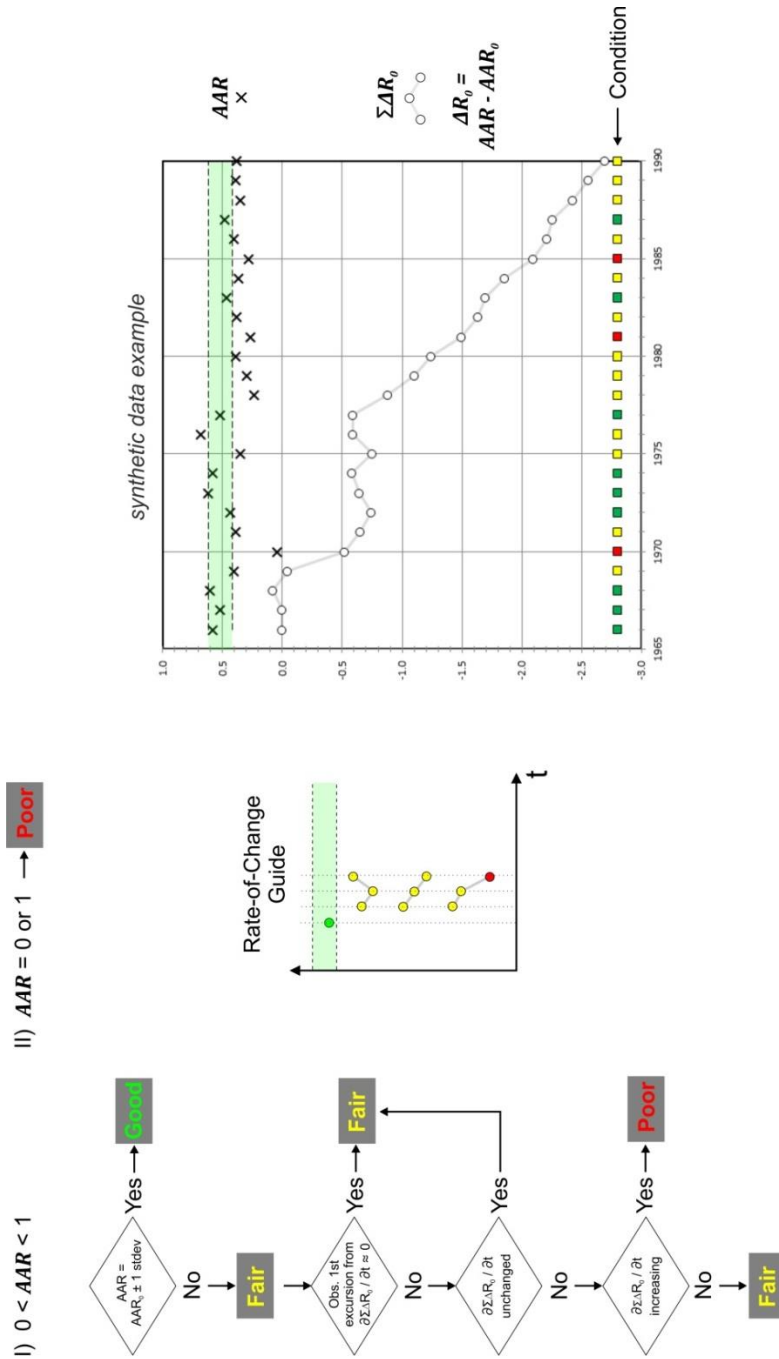 I) 0 < AAR < 1
AAR =
AAR₀ ± 1 stdev
Yes
Good
No
Fair
Obs. 1st
excursion from
∂ΣΔR₀ / ∂t ≈ 0
Yes
Fair
No
∂ΣΔR₀ / ∂t
unchanged
Yes
No
∂ΣΔR₀ / ∂t
increasing
Yes
Poor
No
Fair
II) AAR = 0 or 1
Poor
Rate-of-Change
Guide
t
synthetic data example
1.0
0.5
0.0
-0.5
-1.0
-1.5
-2.0
-2.5
-3.0
1965
1970
1975
1980
1985
1990
AAR
ΣΔR₀
ΔR₀ =
AAR - AAR₀
Condition